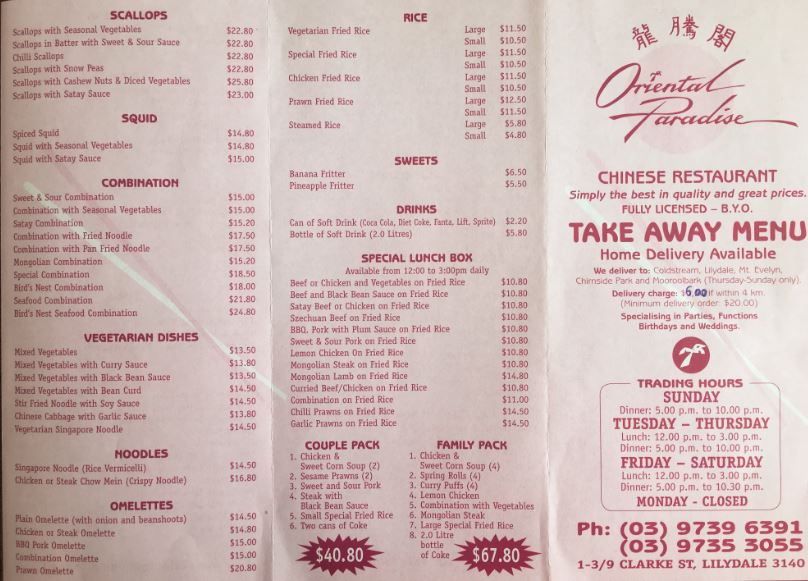 SCALLOPS
Scallops with Seasonal Vegetables $22.80
Scallops in Batter with Sweet & Sour Sauce $22.80
Chilli Scallops $22.80
Scallops with Snow Peas $22.80
Scallops with Cashew Nuts & Diced Vegetables $25.80
Scallops with Satay Sauce $23.00
SQUID
Spiced Squid $14.80
Squid with Seasonal Vegetables $14.80
Squid with Satay Sauce $15.00
COMBINATION
Sweet & Sour Combination $15.00
Combination with Seasonal Vegetables $15.00
Satay Combination $15.20
Combination with Fried Noodle $17.50
Combination with Pan Fried Noodle $17.50
Mongolian Combination $15.20
Special Combination $18.50
Bird's Nest Combination $18.00
Seafood Combination $21.80
Bird's Nest Seafood Combination $24.80
VEGETARIAN DISHES
Mixed Vegetables $13.50
Mixed Vegetables with Curry Sauce $13.80
Mixed Vegetables with Black Bean Sauce $13.50
Mixed Vegetables with Bean Curd $14.50
Stir Fried Noodle with Soy Sauce $14.50
Chinese Cabbage with Garlic Sauce $13.80
Vegetarian Singapore Noodle $14.50
NOODLES
Singapore Noodle (Rice Vermicelli) $14.50
Chicken or Steak Chow Mein (Crispy Noodle) $16.80
OMELETTES
Plain Omelette (with onion and beanshoots) $14.50
Chicken or Steak Omelette $14.80
BBQ Pork Omelette $15.00
Combination Omelette $15.00
Prawn Omelette $20.80
RICE
Vegetarian Fried Rice Large $11.50
Small $10.50
Special Fried Rice Large $11.50
Small $10.50
Chicken Fried Rice Large $11.50
Small $10.50
Prawn Fried Rice Large $12.50
Small $11.50
Steamed Rice Large $5.80
Small $4.80
SWEETS
Banana Fritter $6.50
Pineapple Fritter $5.50
DRINKS
Can of Soft Drink (Coca Cola, Diet Coke, Fanta, Lift, Sprite) $2.20
Bottle of Soft Drink (2.0 Litres) $5.80
SPECIAL LUNCH BOX
Available from 12:00 to 3:00pm daily
Beef or Chicken and Vegetables on Fried Rice $10.80
Beef and Black Bean Sauce on Fried Rice $10.80
Satay Beef or Chicken on Fried Rice $10.80
Szechuan Beef on Fried Rice $10.80
BBQ. Pork with Plum Sauce on Fried Rice $10.80
Sweet & Sour Pork on Fried Rice $10.80
Lemon Chicken On Fried Rice $10.80
Mongolian Steak on Fried Rice $10.80
Mongolian Lamb on Fried Rice $14.80
Curried Beef/Chicken on Fried Rice $10.80
Combination on Fried Rice $11.00
Chilli Prawns on Fried Rice $14.50
Garlic Prawns on Fried Rice $14.50
COUPLE PACK
1. Chicken &
Sweet Corn Soup (2)
2. Sesame Prawns (2)
3. Sweet and Sour Pork
4. Steak with
Black Bean Sauce
5. Small Special Fried Rice
6. Two cans of Coke
$40.80
FAMILY PACK
1. Chicken &
Sweet Corn Soup (4)
2. Spring Rolls (4)
3. Curry Puffs (4)
4. Lemon Chicken
5. Combination with Vegetables
6. Mongolian Steak
7. Large Special Fried Rice
8. 2.0 Litre
bottle
of Coke
$67.80
龍騰閣
Oriental
Paradise
CHINESE RESTAURANT
Simply the best in quality and great prices.
FULLY LICENSED – B.Y.O.
TAKE AWAY MENU
Home Delivery Available
We deliver to: Coldstream, Lilydale, Mt. Evelyn,
Chirnside Park and Mooroolbark (Thursday-Sunday only).
Delivery charge: $6.00 if within 4 km.
(Minimum delivery order: $20.00)
Specialising in Parties, Functions
Birthdays and Weddings.
TRADING HOURS
SUNDAY
Dinner: 5.00 p.m. to 10.00 p.m.
TUESDAY – THURSDAY
Lunch: 12.00 p.m. to 3.00 p.m.
Dinner: 5.00 p.m. to 10.00 p.m.
FRIDAY – SATURDAY
Lunch: 12.00 p.m. to 3.00 p.m.
Dinner: 5.00 p.m. to 10.30 p.m.
MONDAY - CLOSED
Ph: (03) 9739 6391
(03) 9735 3055
1-3/9 CLARKE ST, LILYDALE 3140